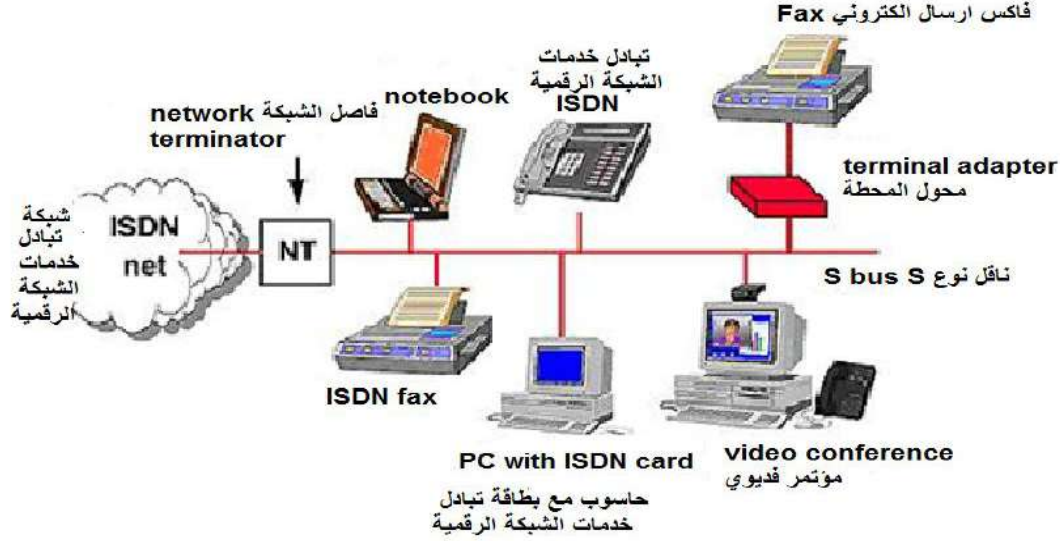 فاكس ارسال الكتروني Fax
تبادل خدمات
الشبكة الرقمية
ISDN
notebook
فاصل الشبكة network
terminator
terminal adapter
محول المحطة
شبكة
تبادل
خدمات
الشبكة
الرقمية
ISDN
net
NT
ناقل نوع S bus S
ISDN fax
PC with ISDN card
حاسوب مع بطاقة تبادل
خدمات الشبكة الرقمية
video conference
مؤتمر فديوي